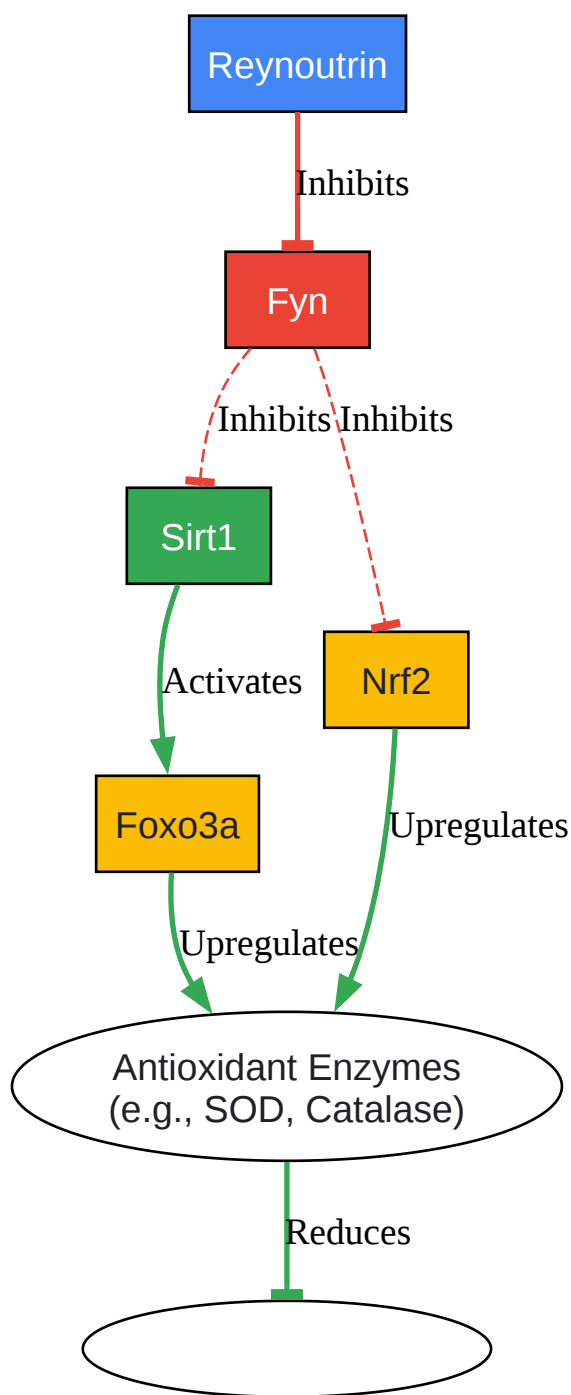 Reynoutrin
Inhibits
Fyn
Inhibits
Inhibits
Sirt1
Activates
Nrf2
Foxo3a
Upregulates
Upregulates
Antioxidant Enzymes
(e.g., SOD, Catalase)
Reduces